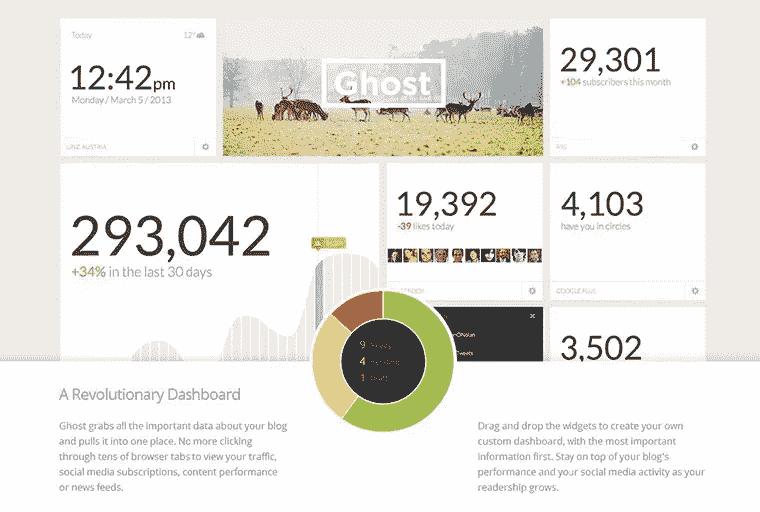 Today 12°
12:42pm
Monday / March 5 / 2013
LINZ, AUSTRIA
Ghost
29,301
+104 subscribers this month
RSS
293,042
+34% in the last 30 days
19,392
-39 likes today
4,103
have you in circles
GOOGLE PLUS
3,502
Tweets
9
4
1
A Revolutionary Dashboard
Ghost grabs all the important data about your blog
and pulls it into one place. No more clicking
through tens of browser tabs to view your traffic,
social media subscriptions, content performance
or news feeds.
Drag and drop the widgets to create your own
custom dashboard, with the most important
information first. Stay on top of your blog's
performance and your social media activity as your
readership grows.